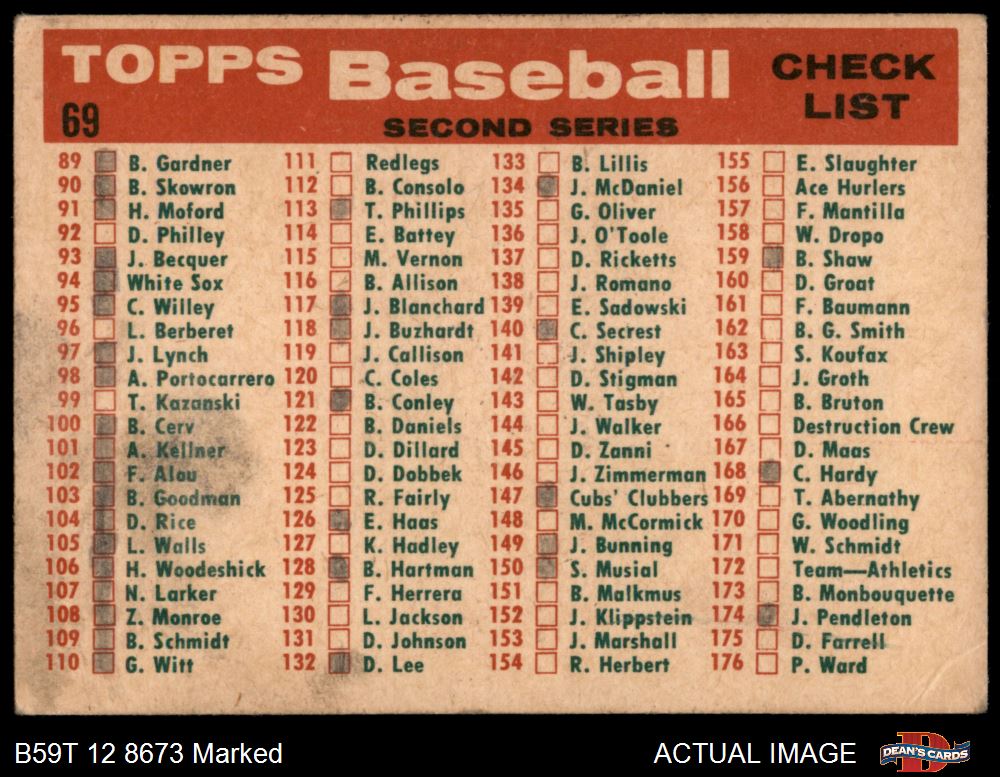 TOPPS Baseball CHECK LIST
69 SECOND SERIES
89 B. Gardner
90 B. Skowron
91 H. Moford
92 D. Philley
93 J. Becquer
94 White Sox
95 C. Willey
96 L. Berberet
97 J. Lynch
98 A. Portocarrero
99 T. Kazanski
100 B. Cerv
101 A. Kellner
102 F. Alou
103 B. Goodman
104 D. Rice
105 L. Walls
106 H. Woodeshick
107 N. Larker
108 Z. Monroe
109 B. Schmidt
110 G. Witt
111 Redlegs
112 B. Consolo
113 T. Phillips
114 E. Battey
115 M. Vernon
116 B. Allison
117 J. Blanchard
118 J. Buzhardt
119 J. Callison
120 C. Coles
121 B. Conley
122 B. Daniels
123 D. Dillard
124 D. Dobbek
125 R. Fairly
126 E. Haas
127 K. Hadley
128 B. Hartman
129 F. Herrera
130 L. Jackson
131 D. Johnson
132 D. Lee
133 B. Lillis
134 J. McDaniel
135 G. Oliver
136 J. O'Toole
137 D. Ricketts
138 J. Romano
139 E. Sadowski
140 C. Secrest
141 J. Shipley
142 D. Stigman
143 W. Tasby
144 J. Walker
145 D. Zanni
146 J. Zimmerman
147 Cubs' Clubbers
148 M. McCormick
149 J. Bunning
150 S. Musial
151 B. Malkmus
152 J. Klippstein
153 J. Marshall
154 R. Herbert
155 E. Slaughter
156 Ace Hurlers
157 F. Mantilla
158 W. Dropo
159 B. Shaw
160 D. Groat
161 F. Baumann
162 B. G. Smith
163 S. Koufax
164 J. Groth
165 B. Bruton
166 Destruction Crew
167 D. Maas
168 C. Hardy
169 T. Abernathy
170 G. Woodling
171 W. Schmidt
172 Team—Athletics
173 B. Monbouquette
174 J. Pendleton
175 D. Farrell
176 P. Ward
B59T 12 8673 Marked
ACTUAL IMAGE
DEAN'S CARDS